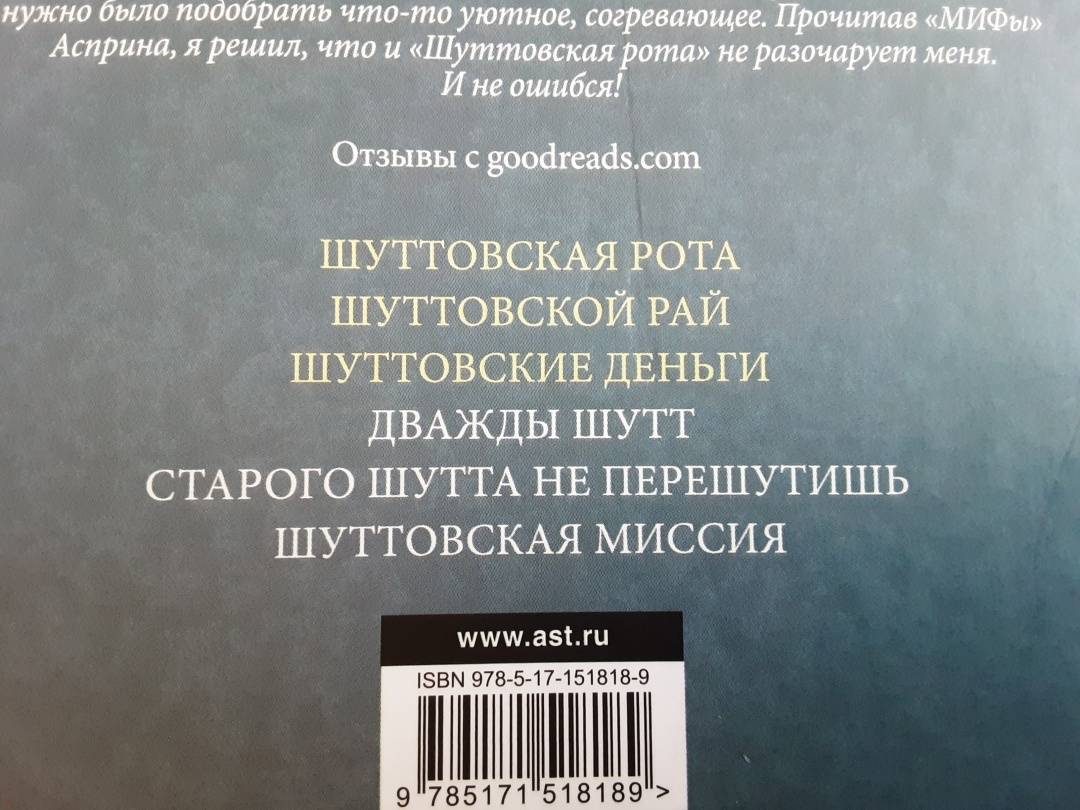 нужно было подобрать что-то уютное, согревающее. Прочитав «МИФы»
Асприна, я решил, что и «Шуттовская рота» не разочарует меня.
И не ошибся!
Отзывы с goodreads.com
ШУТТОВСКАЯ РОТА
ШУТТОВСКОЙ РАЙ
ШУТТОВСКИЕ ДЕНЬГИ
ДВАЖДЫ ШУТТ
СТАРОГО ШУТТА НЕ ПЕРЕШУТИШЬ
ШУТТОВСКАЯ МИССИЯ
www.ast.ru
ISBN 978-5-17-151818-9
9 785171 518189 >